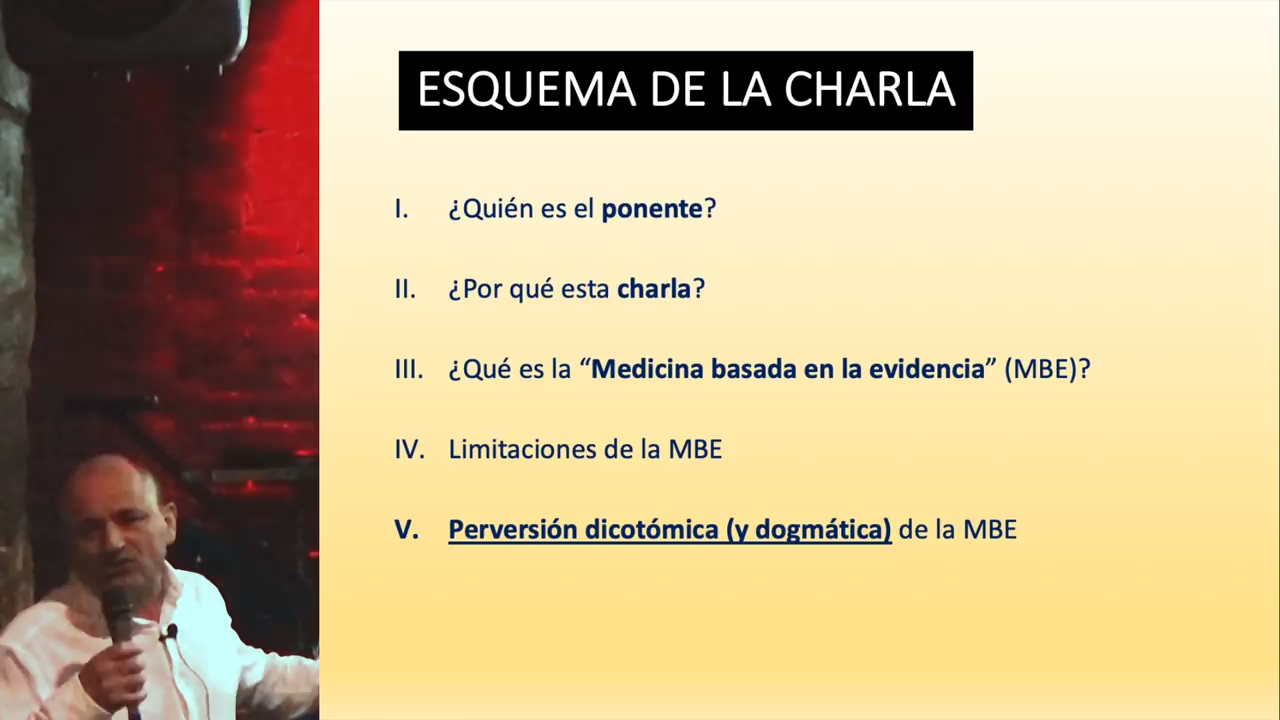 ESQUEMA DE LA CHARLA
I. ¿Quién es el ponente?
II. ¿Por qué esta charla?
III. ¿Qué es la “Medicina basada en la evidencia” (MBE)?
IV. Limitaciones de la MBE
V. Perversión dicotómica (y dogmática) de la MBE